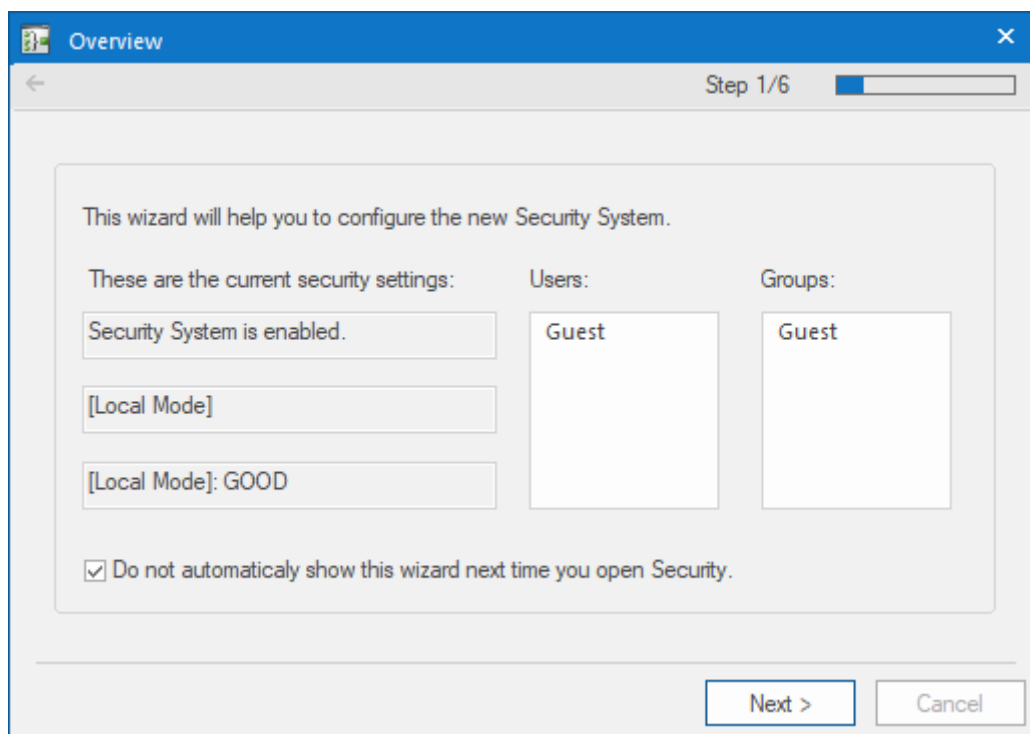 Overview
Step 1/6
This wizard will help you to configure the new Security System.
These are the current security settings: Users: Groups:
Security System is enabled. Guest Guest
[Local Mode]
[Local Mode]: GOOD
Do not automaticaly show this wizard next time you open Security.
Next > Cancel